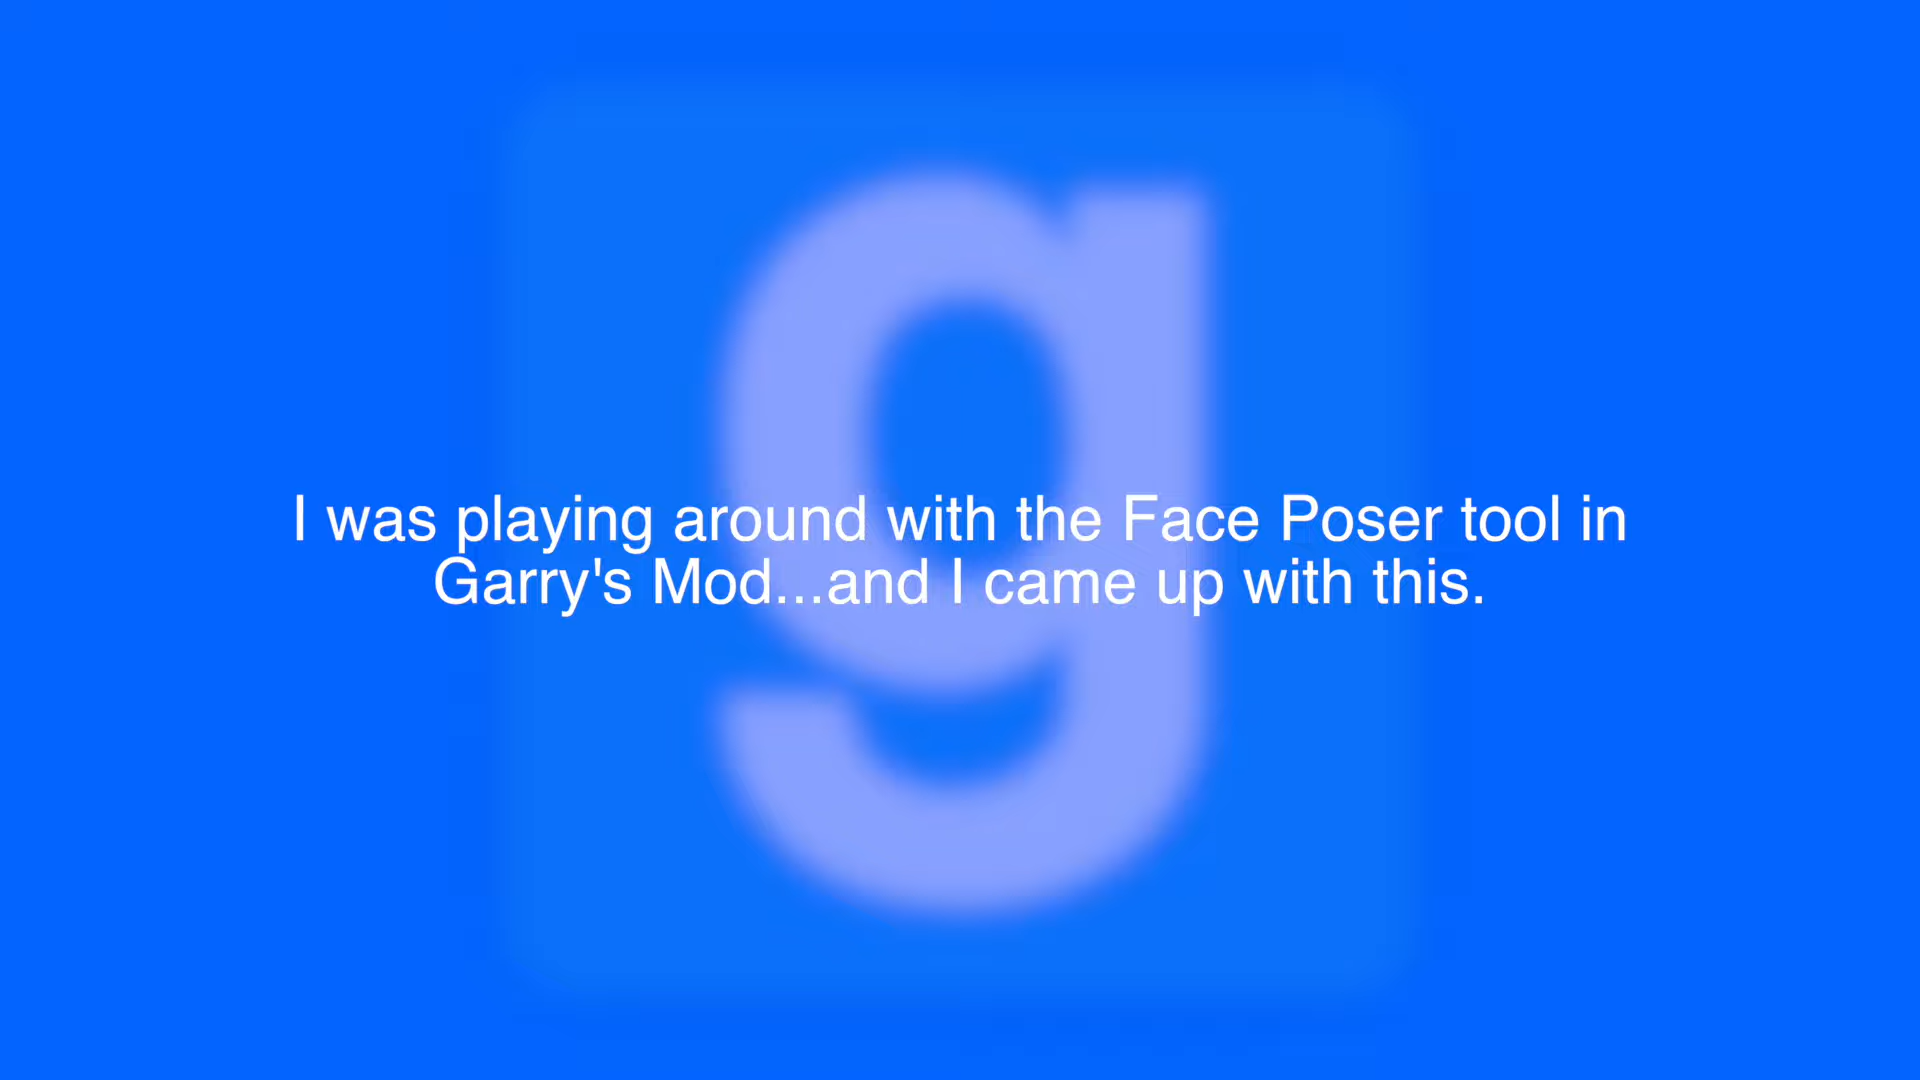 g
I was playing around with the Face Poser tool in
Garry's Mod...and I came up with this.